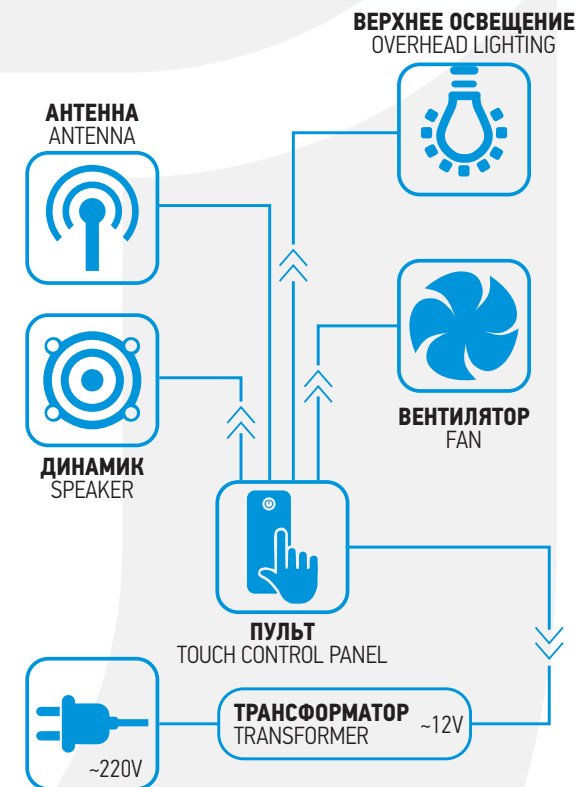 ВЕРХНЕЕ ОСВЕЩЕНИЕ
OVERHEAD LIGHTING
АНТЕННА
ANTENNA
ВЕНТИЛЯТОР
FAN
ДИНАМИК
SPEAKER
ПУЛЬТ
TOUCH CONTROL PANEL
ТРАНСФОРМАТОР
TRANSFORMER
~12V
~220V